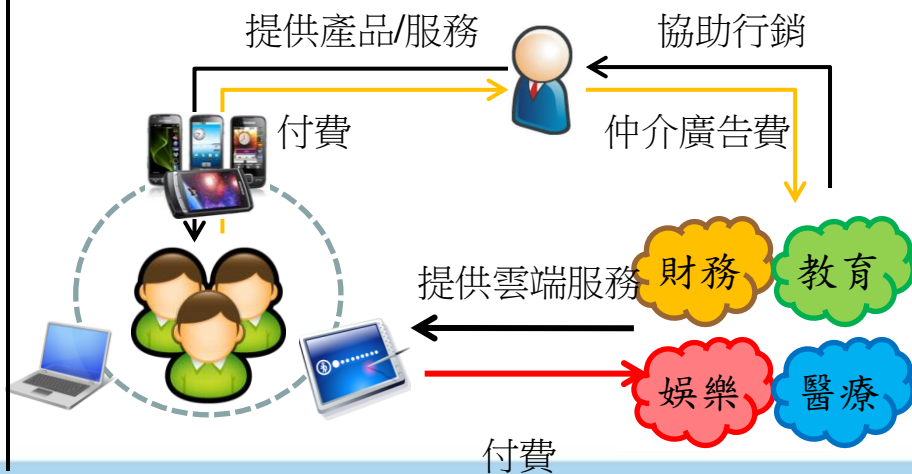 提供產品/服務
協助行銷
付費
仲介廣告費
提供雲端服務
財務
教育
娛樂
醫療
付費